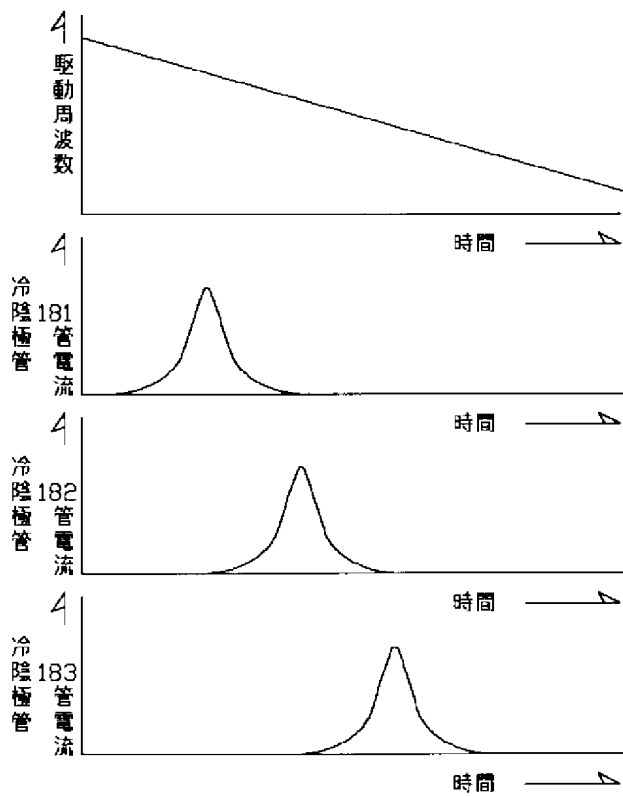 駆動周波数
時間
冷陰極管
181
管電流
時間
冷陰極管
182
管電流
時間
冷陰極管
183
管電流
時間